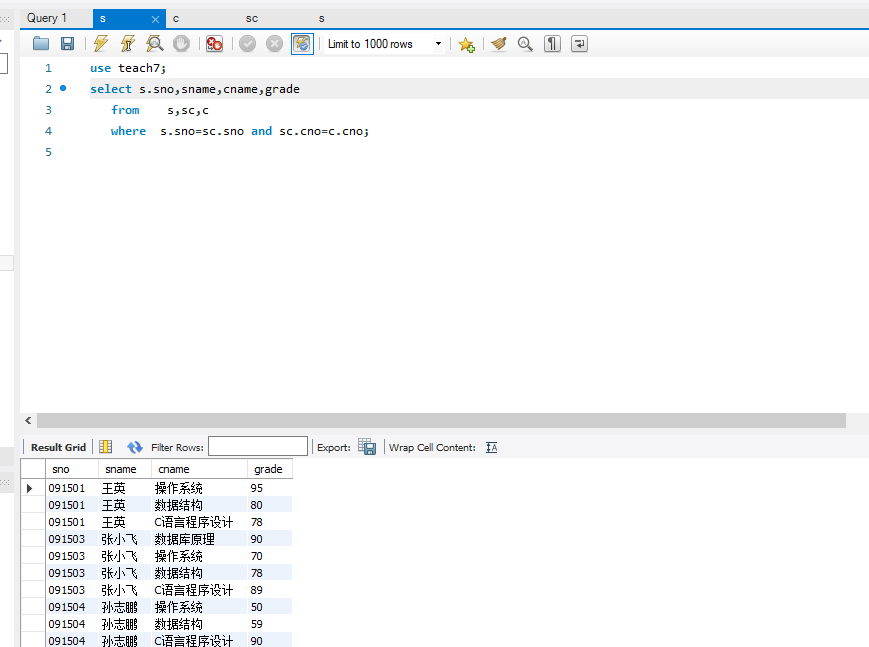 Query 1 s c sc s
Limit to 1000 rows
1 use teach7;
2 select s.sno,sname,cname,grade
3 from s,sc,c
4 where s.sno=sc.sno and sc.cno=c.cno;
5
Result Grid Filter Rows: Export: Wrap Cell Content:
sno sname cname grade
091501 王英 操作系统 95
091501 王英 数据结构 80
091501 王英 C语言程序设计 78
091503 张小飞 数据库原理 90
091503 张小飞 操作系统 70
091503 张小飞 数据结构 78
091503 张小飞 C语言程序设计 89
091504 孙志鹏 操作系统 50
091504 孙志鹏 数据结构 59
091504 孙志鹏 C语言程序设计 90